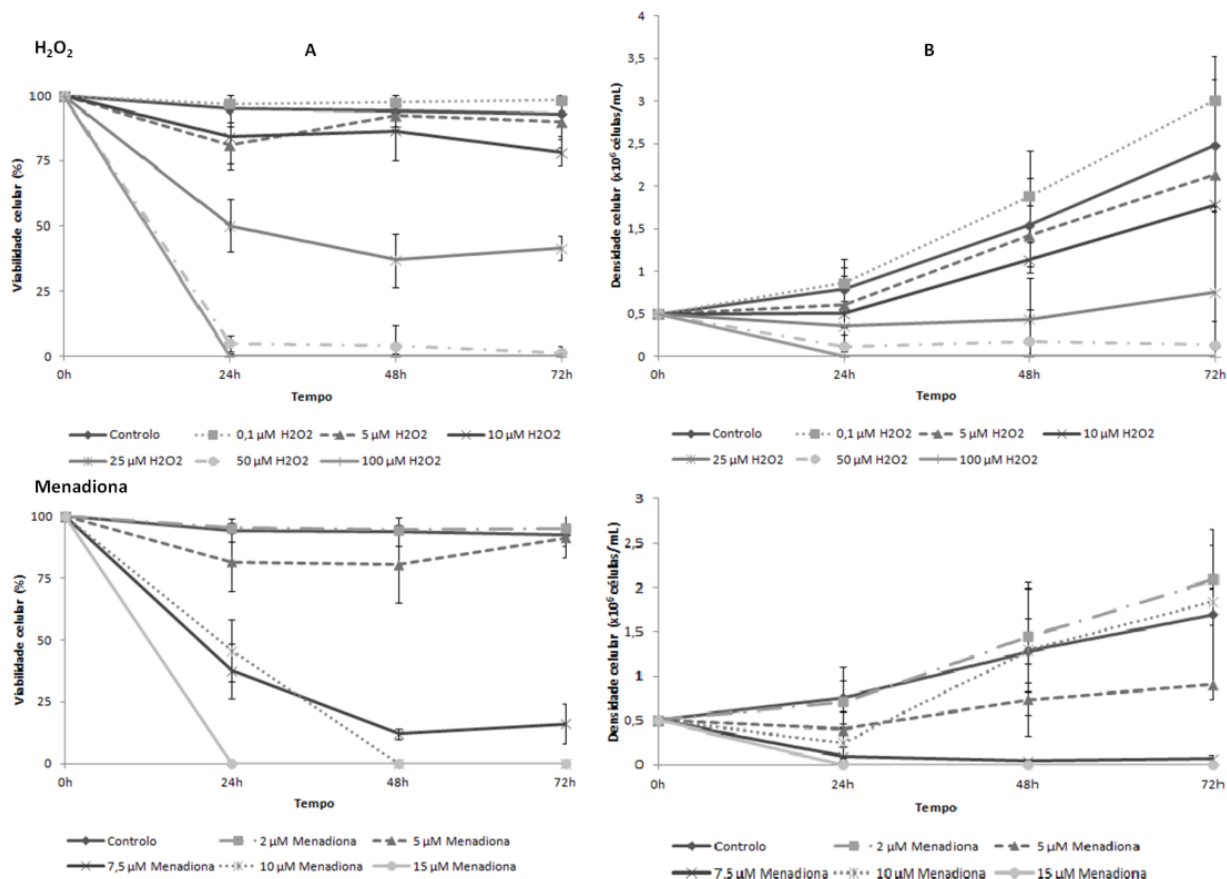 H₂O₂
A
B
Viabilidade celular (%)
100
75
50
25
0
0h 24h 48h 72h
Tempo
Controlo 0,1 µM H2O2 5 µM H2O2 10 µM H2O2
25 µM H2O2 50 µM H2O2 100 µM H2O2
Densidade celular (x10⁶ células/mL)
4
3,5
3
2,5
2
1,5
1
0,5
0
0h 24h 48h 72h
Tempo
Controlo 0,1 µM H2O2 5 µM H2O2 10 µM H2O2
25 µM H2O2 50 µM H2O2 100 µM H2O2
Menadiona
Viabilidade celular (%)
100
75
50
25
0
0h 24h 48h 72h
Tempo
Controlo 2 µM Menadiona 5 µM Menadiona
7,5 µM Menadiona 10 µM Menadiona 15 µM Menadiona
Densidade celular (x10⁶ células/mL)
3
2,5
2
1,5
1
0,5
0
0h 24h 48h 72h
Tempo
Controlo 2 µM Menadiona 5 µM Menadiona
7,5 µM Menadiona 10 µM Menadiona 15 µM Menadiona